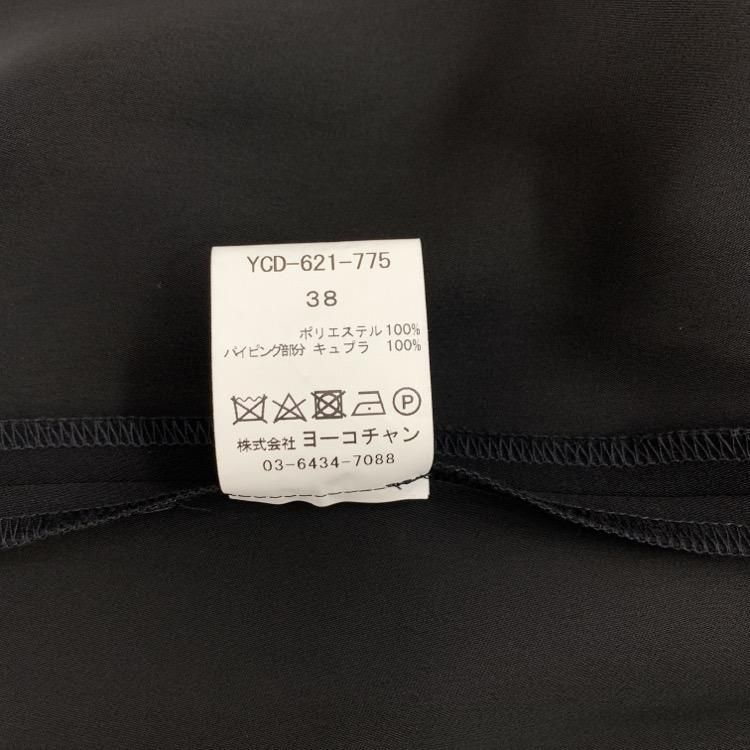 YCD-621-775
38
ポリエステル 100%
パイピング部分 キュプラ 100%
P
株式会社 ヨーコチャン
03-6434-7088